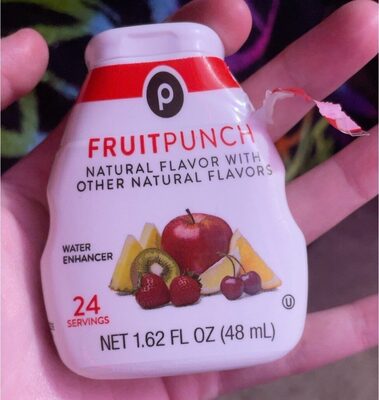 p
FRUITPUNCH
NATURAL FLAVOR WITH
OTHER NATURAL FLAVORS
WATER
ENHANCER
24
SERVINGS
NET 1.62 FL OZ (48 mL)
U